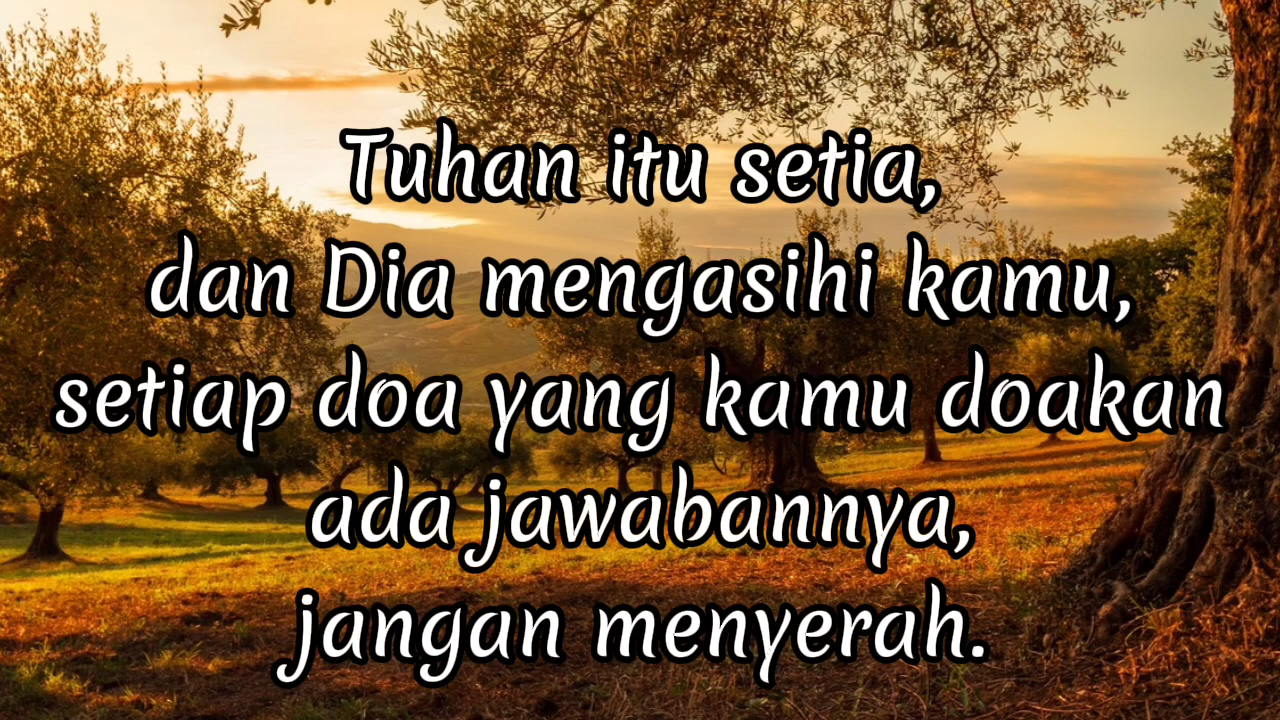 Tuhan itu setia,
dan Dia mengasihi kamu,
setiap doa yang kamu doakan
ada jawabannya,
jangan menyerah.